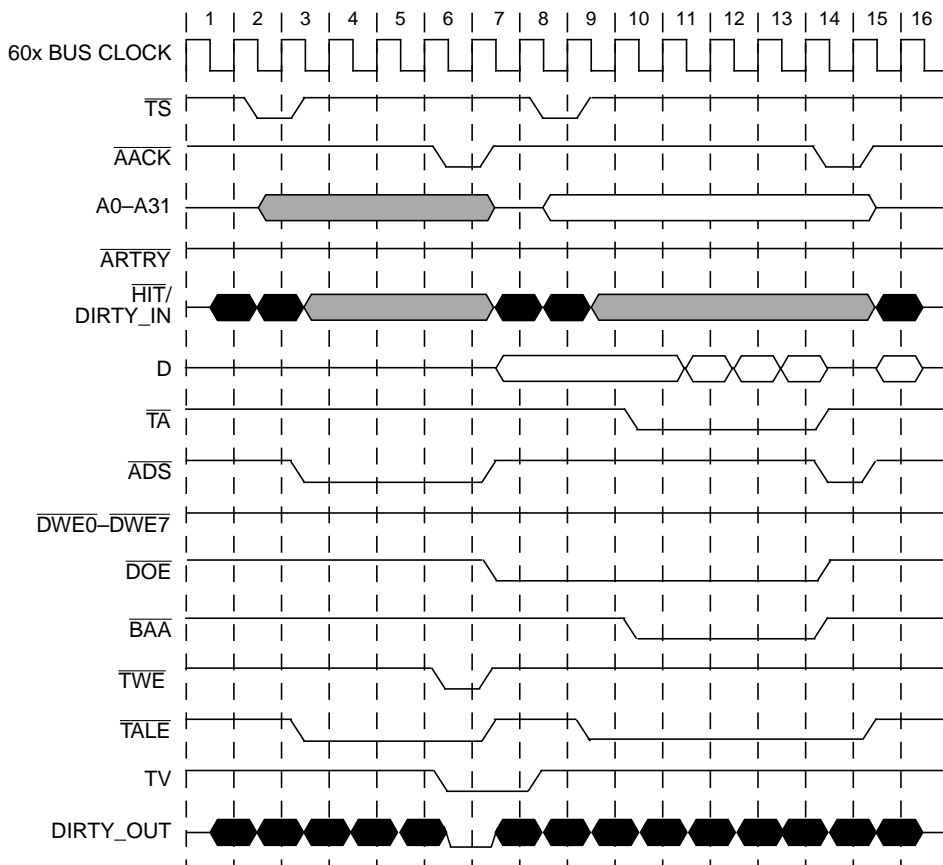 1 2 3 4 5 6 7 8 9 10 11 12 13 14 15 16
60x BUS CLOCK
TS
AACK
A0–A31
ARTRY
HIT/
DIRTY_IN
D
TA
ADS
DWE0–DWE7
DOE
BAA
TWE
TALE
TV
DIRTY_OUT